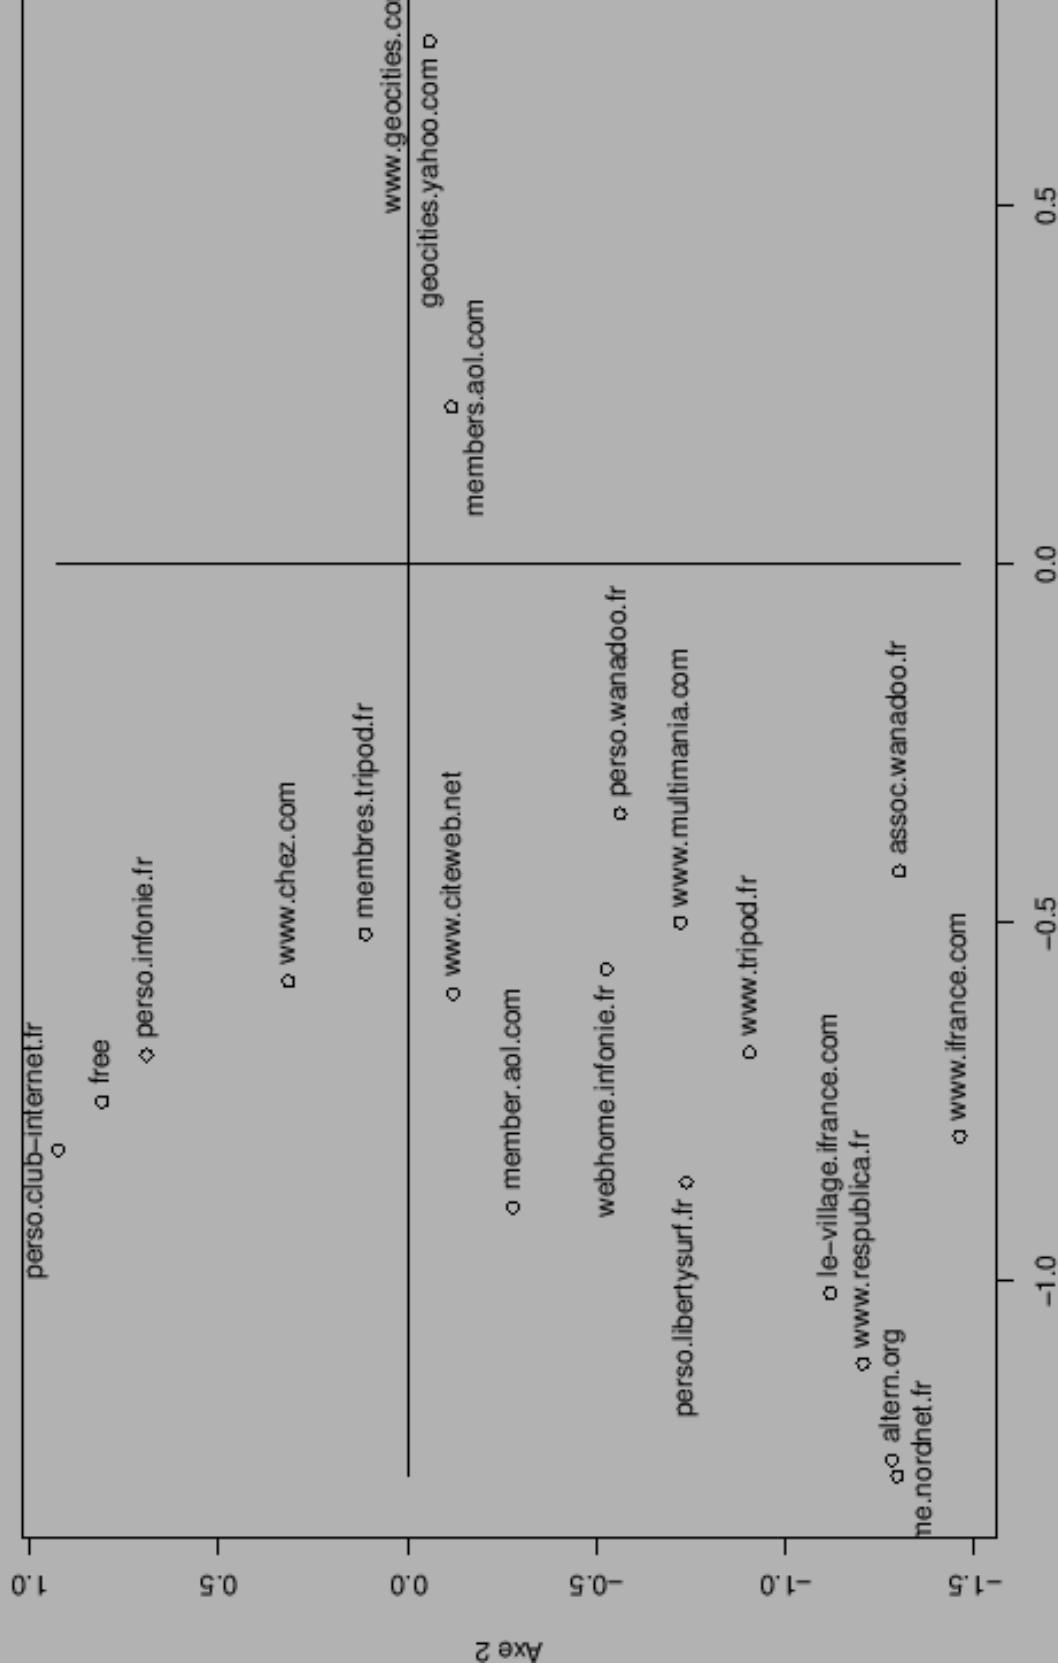 perso.club-internet.fr
free
perso.infonie.fr
www.chez.com
membres.tripod.fr
www.geocities.co
geocities.yahoo.com
members.aol.com
www.citeweb.net
member.aol.com
webhome.infonie.fr
perso.wanadoo.fr
www.multimania.com
perso.libertysurf.fr
www.tripod.fr
le-village.ifrance.com
www.respublica.fr
altern.org
me.nordnet.fr
assoc.wanadoo.fr
www.ifrance.com
1.0
0.5
0.0
-0.5
-1.0
-1.5
Axe 2
-1.0
-0.5
0.0
0.5